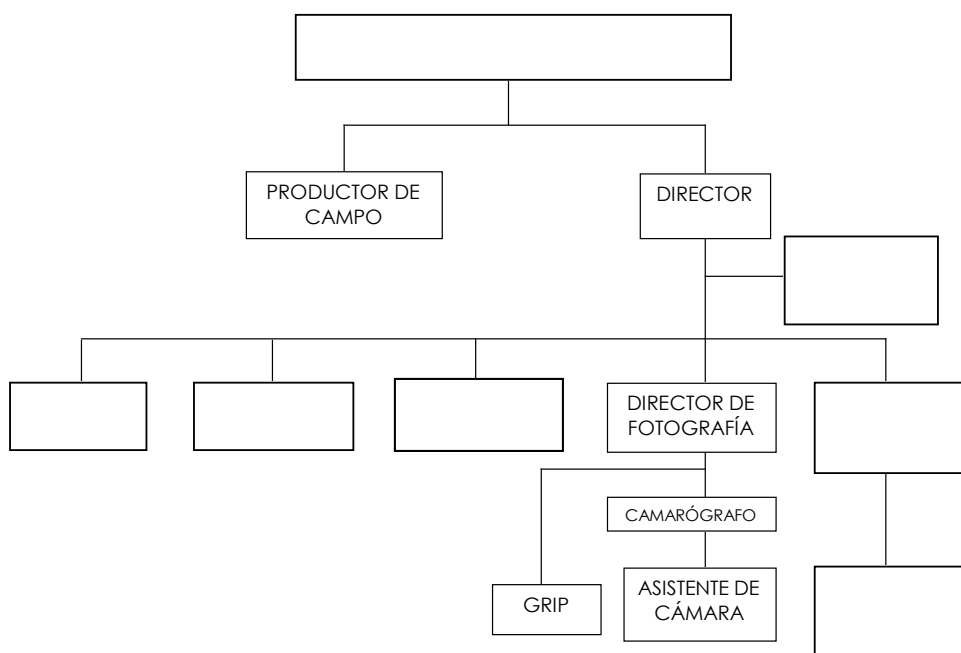 PRODUCTOR DE
CAMPO
DIRECTOR
DIRECTOR DE
FOTOGRAFÍA
CAMARÓGRAFO
GRIP
ASISTENTE DE
CÁMARA